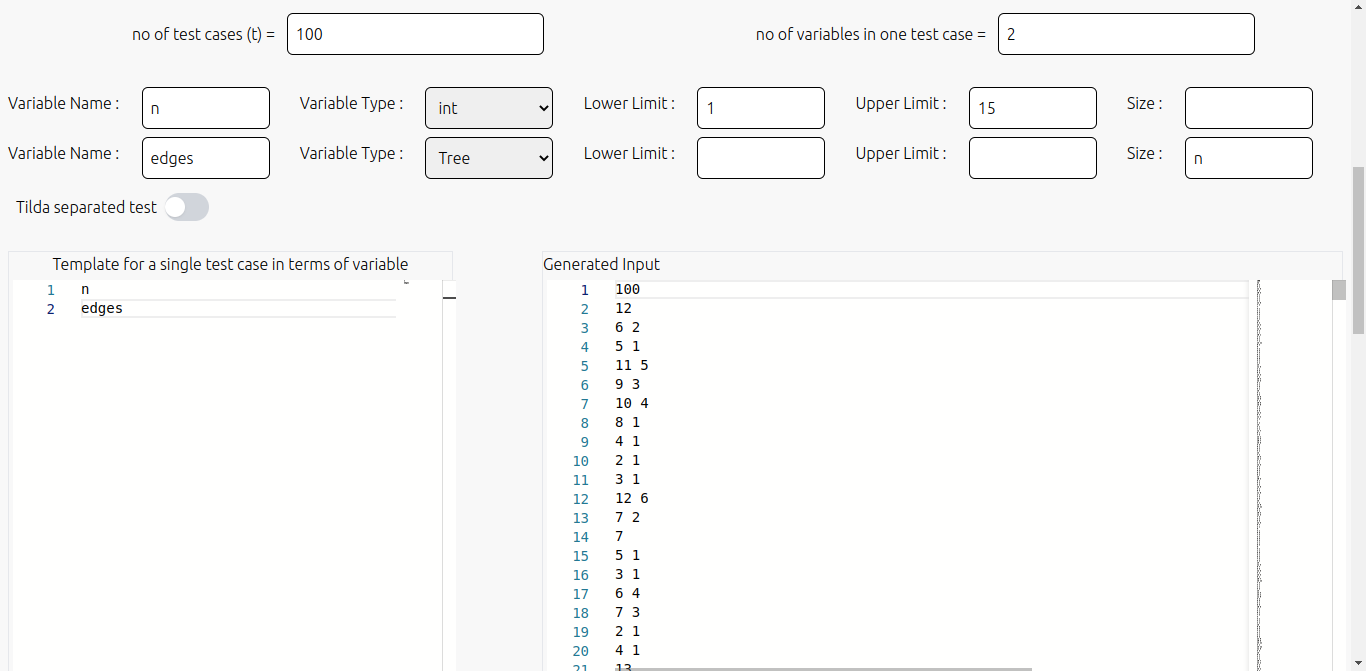 no of test cases (t) = 100 no of variables in one test case = 2
Variable Name : n Variable Type : int Lower Limit : 1 Upper Limit : 15 Size :
Variable Name : edges Variable Type : Tree Lower Limit : Upper Limit : Size : n
Tilda separated test
Template for a single test case in terms of variable
1 n
2 edges
Generated Input
1 100
2 12
3 6 2
4 5 1
5 11 5
6 9 3
7 10 4
8 8 1
9 4 1
10 2 1
11 3 1
12 12 6
13 7 2
14 7
15 5 1
16 3 1
17 6 4
18 7 3
19 2 1
20 4 1
21 13